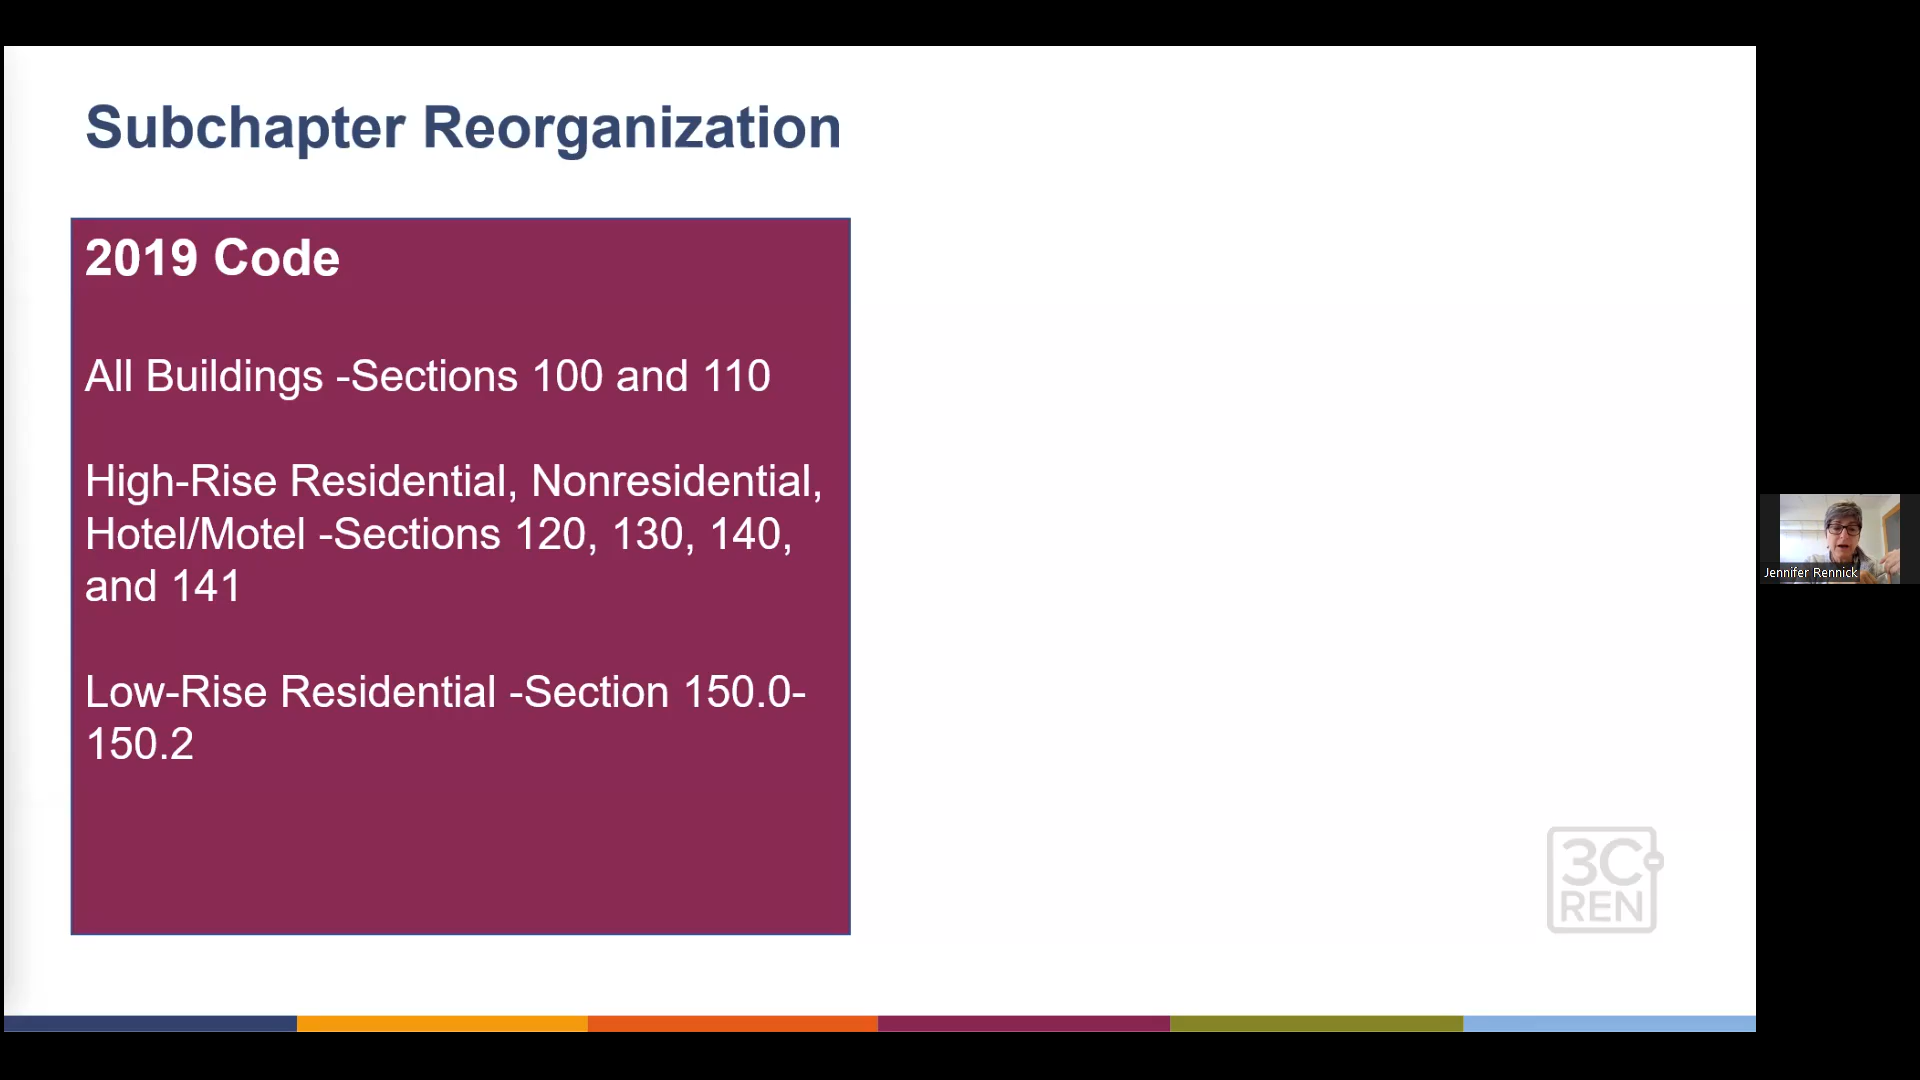 Subchapter Reorganization
2019 Code
All Buildings -Sections 100 and 110
High-Rise Residential, Nonresidential,
Hotel/Motel -Sections 120, 130, 140,
and 141
Low-Rise Residential -Section 150.0-
150.2
Jennifer Rennick
3C
REN